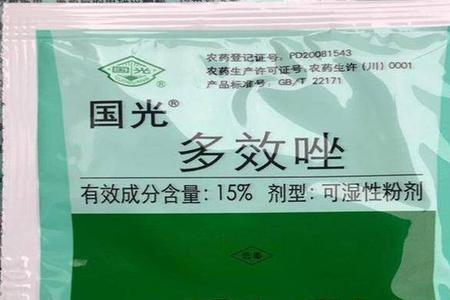 国光®
农药登记证号：PD20081543
农药生产许可证号：农药生许（川）0001
产品标准号：GB/T 22171
国光®
多效唑
有效成分含量：15% 剂型：可湿性粉剂
低毒